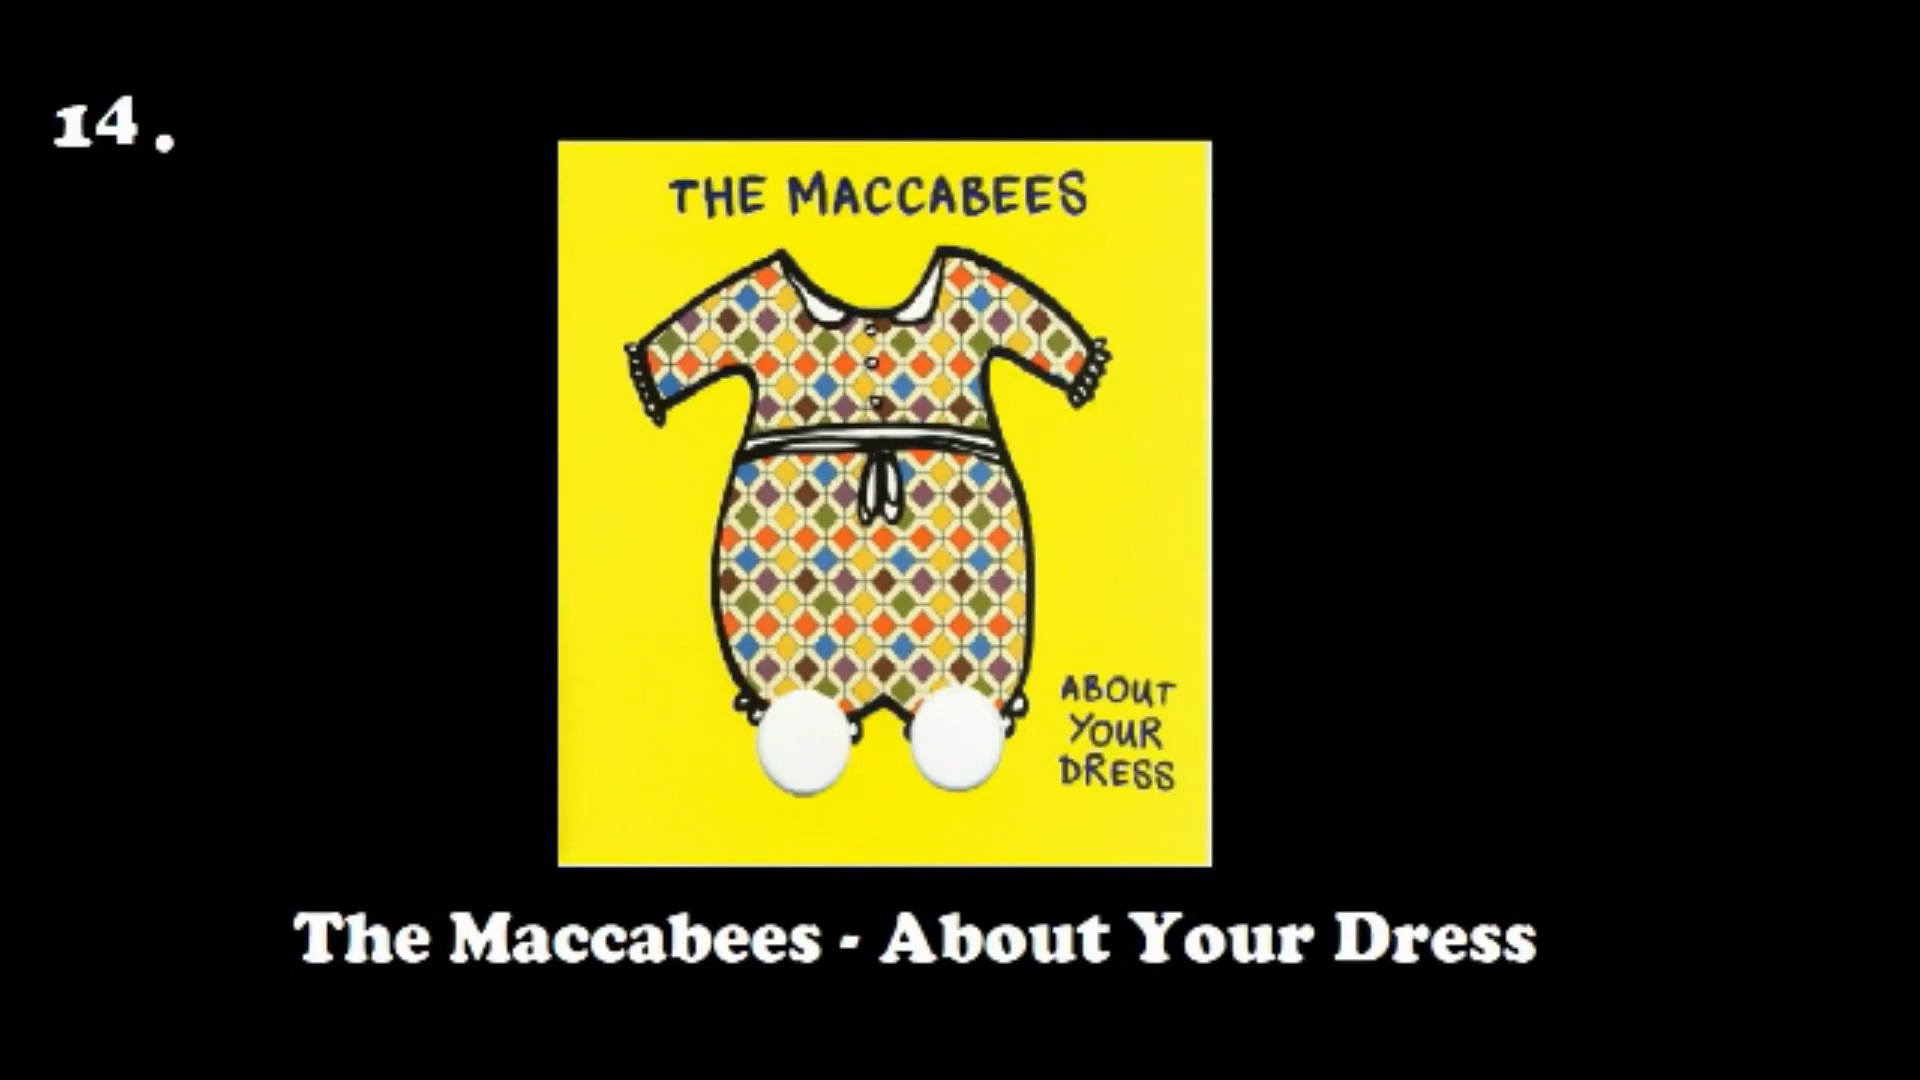 14.
THE MACCABEES
ABOUT
YOUR
DRESS
The Maccabees - About Your Dress